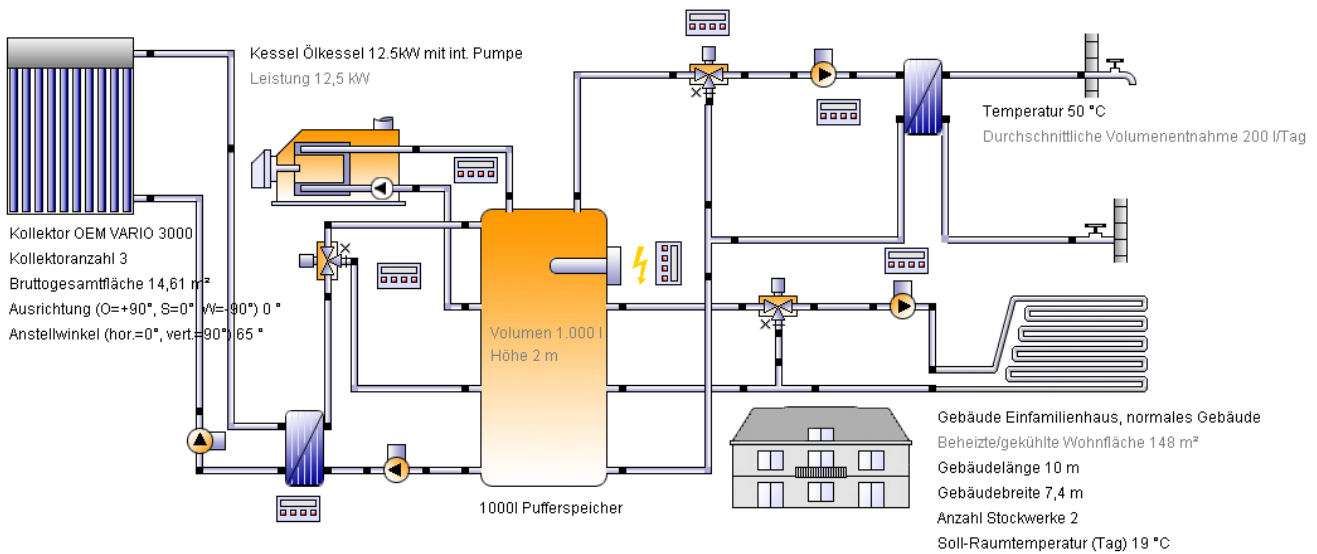 Kessel Ölkessel 12.5kW mit int. Pumpe
Leistung 12,5 kW
Temperatur 50 °C
Durchschnittliche Volumenentnahme 200 l/Tag
Kollektor OEM VARIO 3000
Kollektoranzahl 3
Bruttogesamtfläche 14,61 m²
Ausrichtung (O=+90°, S=0° W=-90°) 0 °
Anstellwinkel (hor.=0°, vert.=90°) 65 °
Volumen 1.000 l
Höhe 2 m
1000l Pufferspeicher
Gebäude Einfamilienhaus, normales Gebäude
Beheizte/gekühlte Wohnfläche 148 m²
Gebäudelänge 10 m
Gebäudebreite 7,4 m
Anzahl Stockwerke 2
Soll-Raumtemperatur (Tag) 19 °C